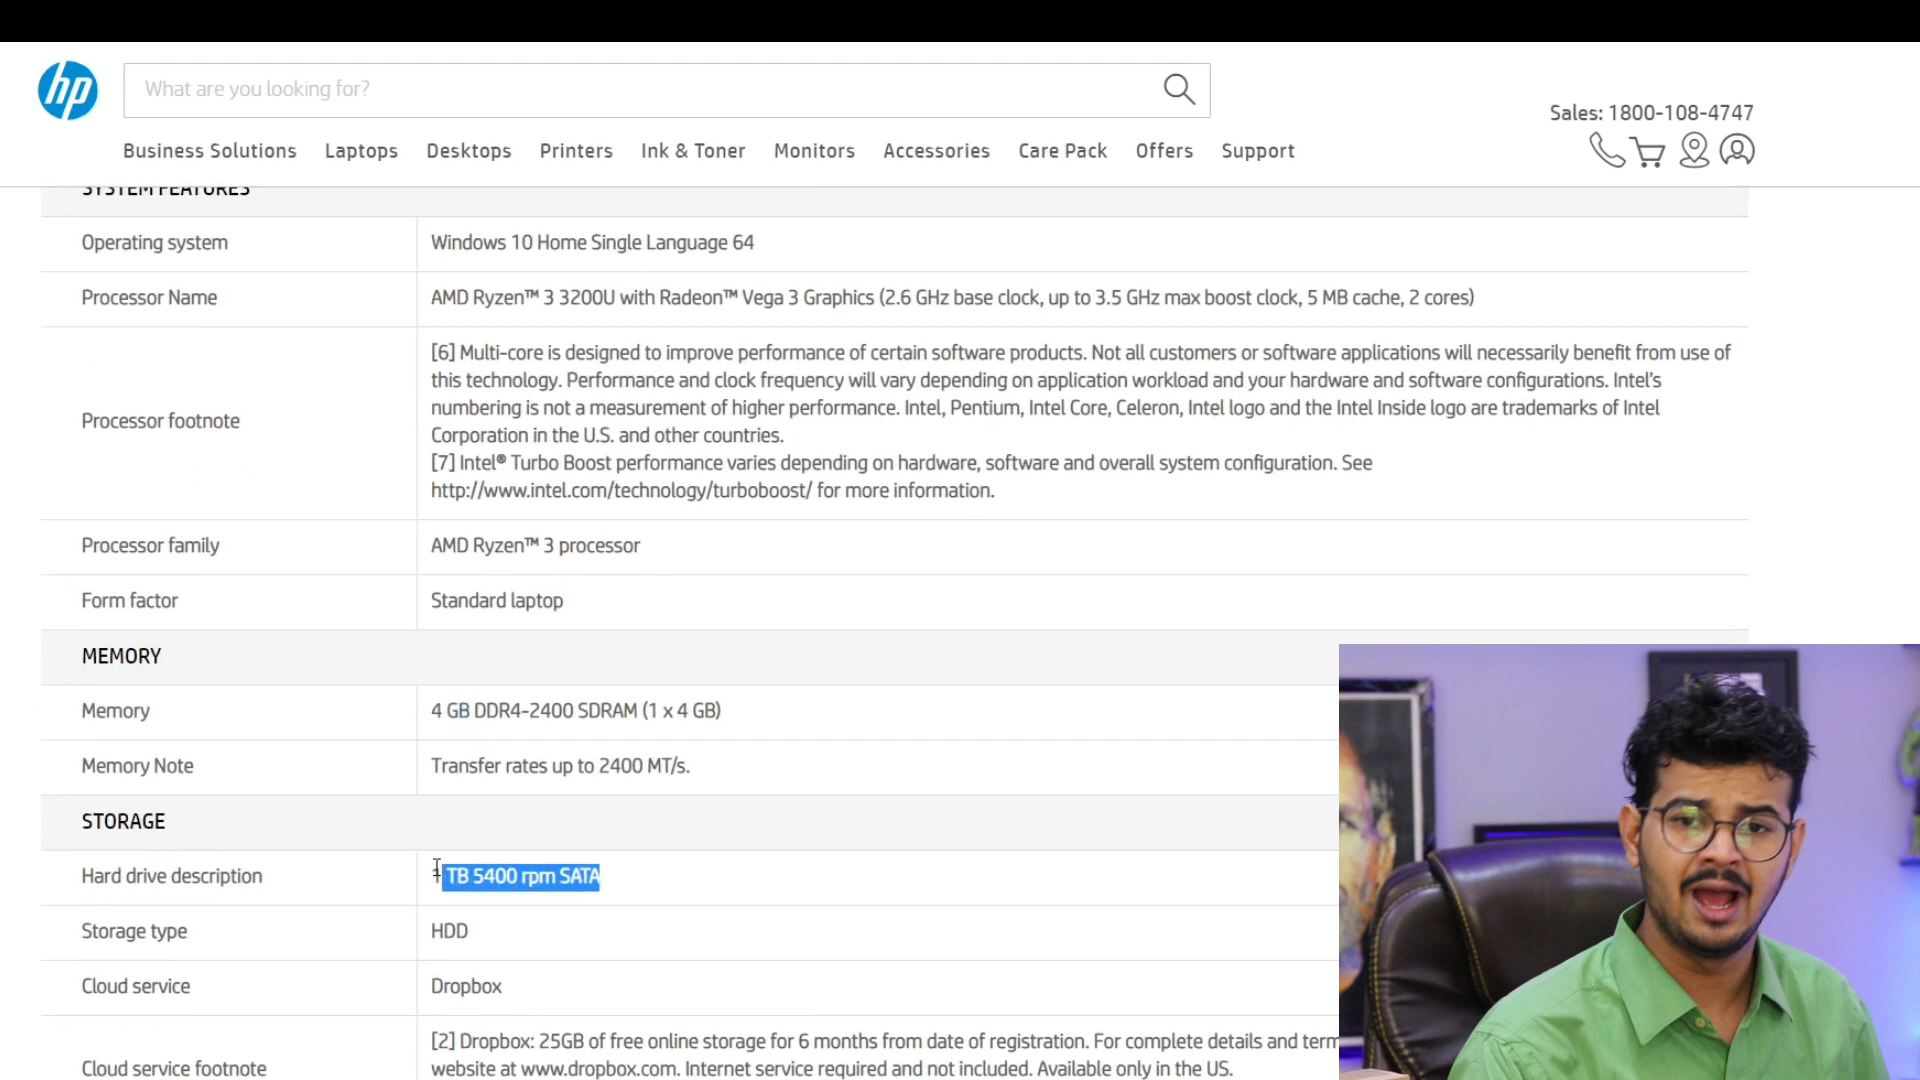 hp
What are you looking for?
Sales: 1800-108-4747
Business Solutions Laptops Desktops Printers Ink & Toner Monitors Accessories Care Pack Offers Support
SYSTEM FEATURES
Operating system Windows 10 Home Single Language 64
Processor Name AMD Ryzen™ 3 3200U with Radeon™ Vega 3 Graphics (2.6 GHz base clock, up to 3.5 GHz max boost clock, 5 MB cache, 2 cores)
Processor footnote
[6] Multi-core is designed to improve performance of certain software products. Not all customers or software applications will necessarily benefit from use of
this technology. Performance and clock frequency will vary depending on application workload and your hardware and software configurations. Intel's
numbering is not a measurement of higher performance. Intel, Pentium, Intel Core, Celeron, Intel logo and the Intel Inside logo are trademarks of Intel
Corporation in the U.S. and other countries.
[7] Intel® Turbo Boost performance varies depending on hardware, software and overall system configuration. See
http://www.intel.com/technology/turboboost/ for more information.
Processor family AMD Ryzen™ 3 processor
Form factor Standard laptop
MEMORY
Memory 4 GB DDR4-2400 SDRAM (1 x 4 GB)
Memory Note Transfer rates up to 2400 MT/s.
STORAGE
Hard drive description TB 5400 rpm SATA
Storage type HDD
Cloud service Dropbox
Cloud service footnote
[2] Dropbox: 25GB of free online storage for 6 months from date of registration. For complete details and
website at www.dropbox.com. Internet service required and not included. Available only in the US.